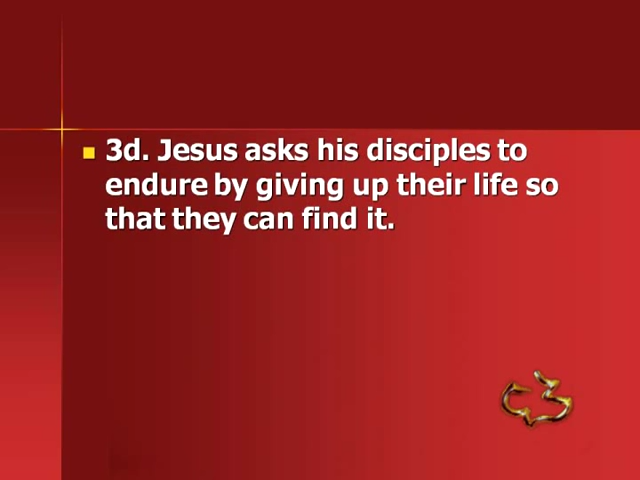 3d. Jesus asks his disciples to
endure by giving up their life so
that they can find it.